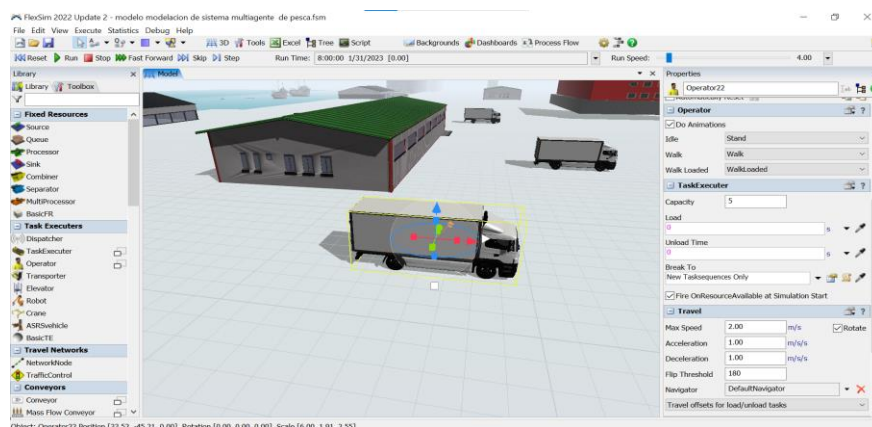 FlexSim 2022 Update 2 - modelo modelacion de sistema multiagente de pesca.fsm
File Edit View Execute Statistics Debug Help
3D Tools Excel Tree Script Backgrounds Dashboards Process Flow
Reset Run Stop Fast Forward Skip Step Run Time: 8:00:00 1/31/2023 [0.00] Run Speed: 4.00
Library
Model
Properties
Library Toolbox
Operator22
Fixed Resources
Source
Queue
Processor
Sink
Combiner
Separator
MultiProcessor
BasicFR
Task Executers
Dispatcher
TaskExecuter
Operator
Transporter
Elevator
Robot
Crane
ASRSvehicle
BasicTE
Travel Networks
NetworkNode
TrafficControl
Conveyors
Conveyor
Mass Flow Conveyor
Operator
Do Animations
Idle Stand
Walk Walk
Walk Loaded WalkLoaded
TaskExecuter
Capacity 5
Load
0 s
Unload Time
0 s
Break To
New Tasksequences Only
Fire OnResourceAvailable at Simulation Start
Travel
Max Speed 2.00 m/s Rotate
Acceleration 1.00 m/s/s
Deceleration 1.00 m/s/s
Flip Threshold 180
Navigator DefaultNavigator
Travel offsets for load/unload tasks